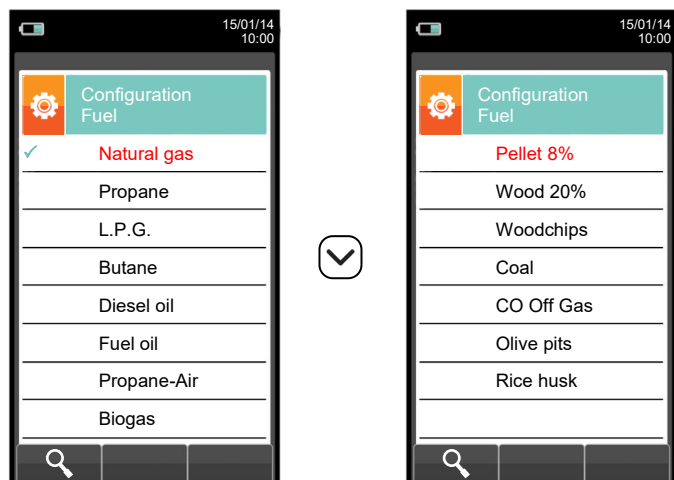 15/01/14
10:00
Configuration
Fuel
Natural gas
Propane
L.P.G.
Butane
Diesel oil
Fuel oil
Propane-Air
Biogas
15/01/14
10:00
Configuration
Fuel
Pellet 8%
Wood 20%
Woodchips
Coal
CO Off Gas
Olive pits
Rice husk